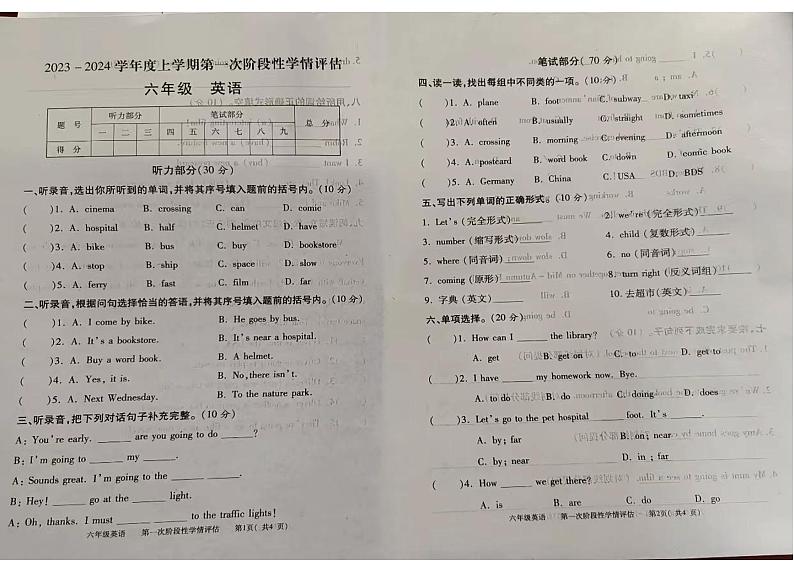 2023-2024学年度上学期第一次阶段性学情评估
六年级 英语
题 号 听力部分 笔试部分 总 分
一 二 三 四 五 六 七 八 九
得 分
听力部分(30分)
一、听录音,选出你所听到的单词,并将其序号填入题前的括号内。(10分)
( )1. A. cinema B. crossing C. can D. comic
( )2. A. hospital B. half C. helmet D. have
( )3. A. bike B. bus C. buy D. bookstore
( )4. A. stop B. ship C. space D. slow
( )5. A. ferry B. fast C. film D. far
二、听录音,根据问句选择恰当的答语,并将其序号填入题前的括号内。(10分)
( )1. A. I come by bike. B. He goes by bus.
( )2. A. It's a bookstore. B. It's near a hospital.
( )3. A. Buy a word book. B. A helmet.
( )4. A. Yes, it is. B. No, there isn't.
( )5. A. Next Wednesday. B. To the nature park.
三、听录音,把下列对话句子补充完整。(10分)
A: You're early. ______ are you going to do ______?
B: I'm going to ______ my ______.
A: Sounds great. I'm going to the ______ ______.
B: Hey! ______ go at the ______ light.
A: Oh, thanks. I must ______ to the traffic lights!
六年级英语 第一次阶段性学情评估 第1页(共4页)
笔试部分(70分)
四、读一读,找出每组中不同类的一项。(10分)
( )1. A. plane B. foot C. subway D. taxi
( )2. A. often B. usually C. straight D. sometimes
( )3. A. crossing B. morning C. evening D. afternoon
( )4. A. postcard B. word book C. down D. comic book
( )5. A. Germany B. China C. USA D. BDS
五、写出下列单词的正确形式。(10分)
1. Let's (完全形式) ______ 2. we're (完全形式) ______
3. number (缩写形式) ______ 4. child (复数形式) ______
5. where (同音词) ______ 6. no (同音词) ______
7. coming (原形) ______ 8. turn right (反义词组) ______
9. 字典 (英文) ______ 10. 去超市(英文) ______
六、单项选择。(20分)
( )1. How can I ______ the library?
A. get B. get on C. to D. get to
( )2. I have ______ my homework now. Bye.
A. to do B. do C. doing D. does
( )3. Let's go to the pet hospital ______ foot. It's ______.
A. by; far B. on; near
C. by; near D. in ; far
( )4. How ______ we get there?
A. is B. are C. do D. go
六年级英语 第一次阶段性学情评估 第2页(共4页)